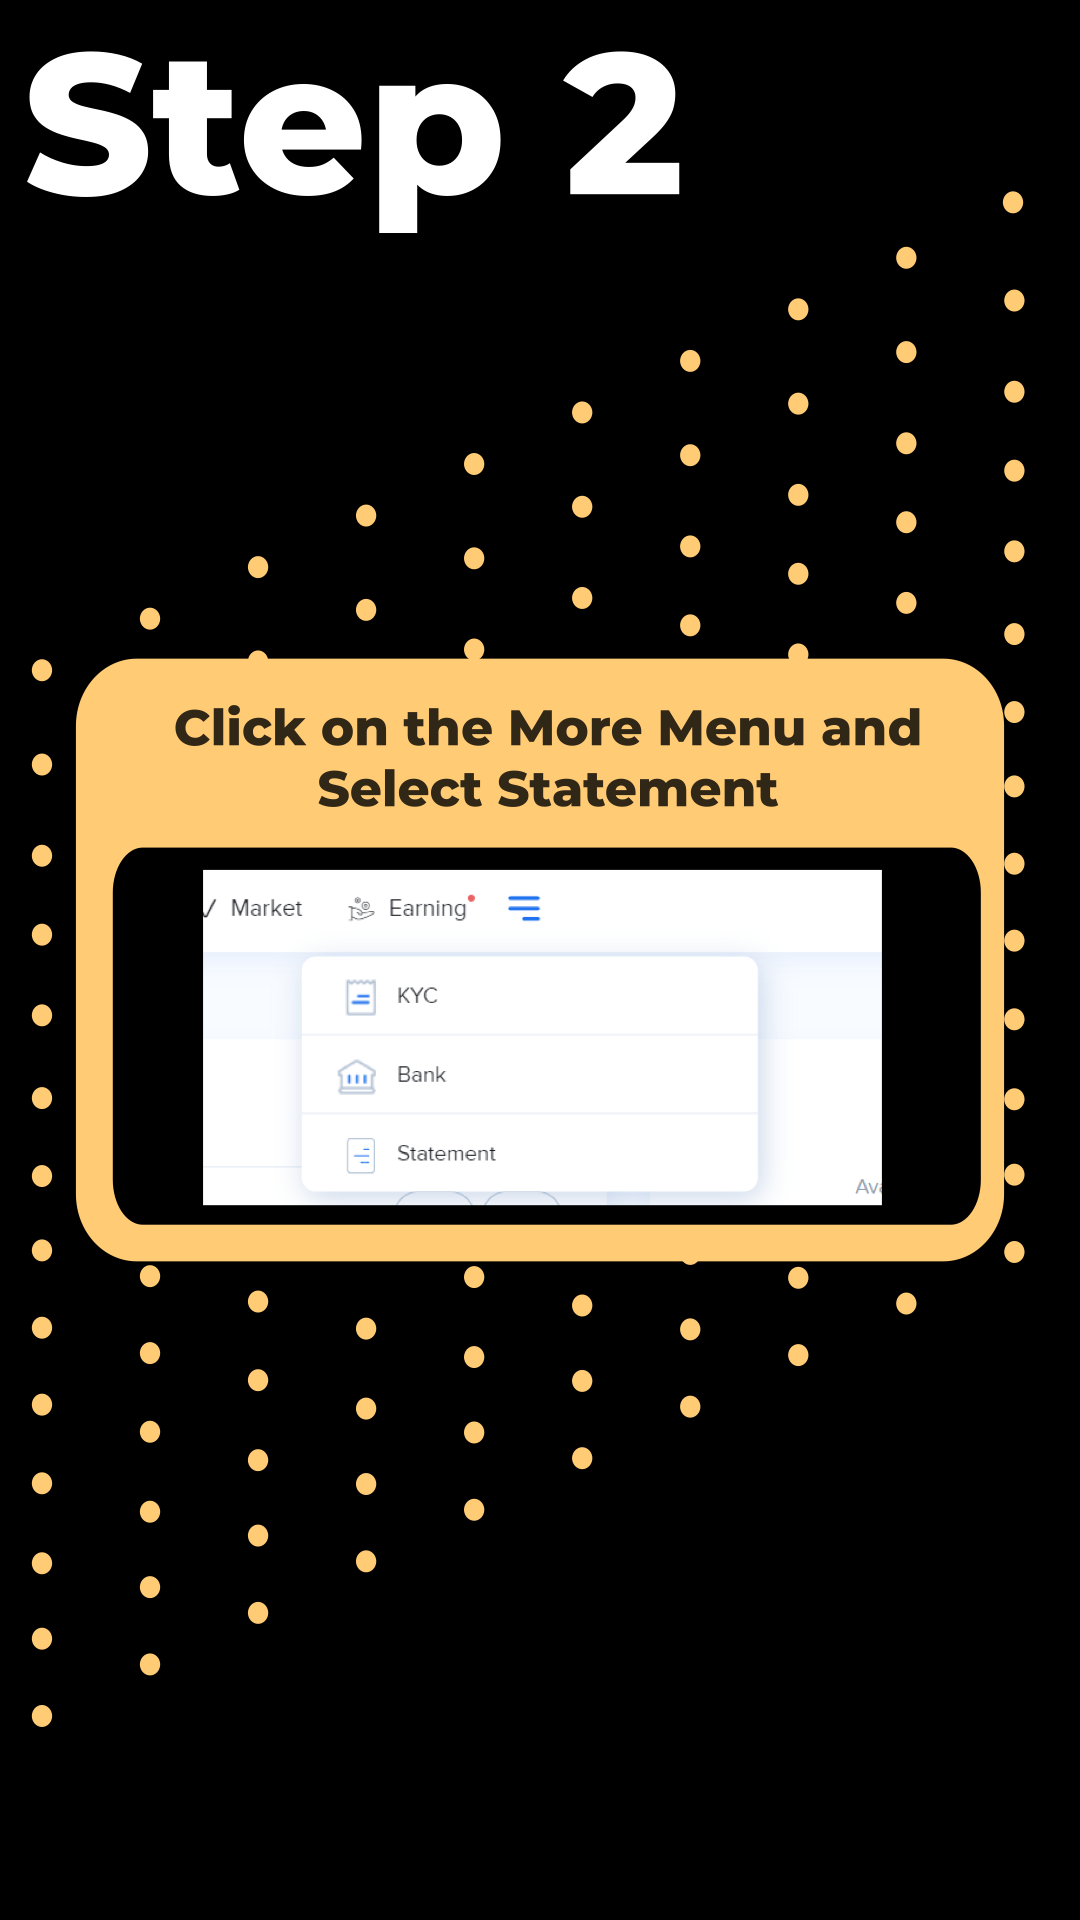 Step 2
Click on the More Menu and
Select Statement
Market Earning
KYC
Bank
Statement